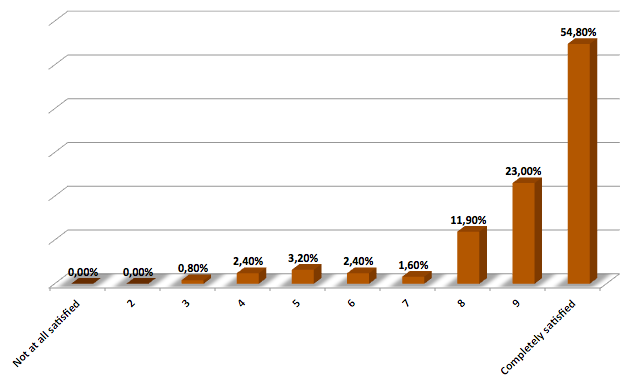 54,80%
23,00%
11,90%
0,00% 0,00% 0,80% 2,40% 3,20% 2,40% 1,60%
Not at all satisfied 2 3 4 5 6 7 8 9 Completely satisfied